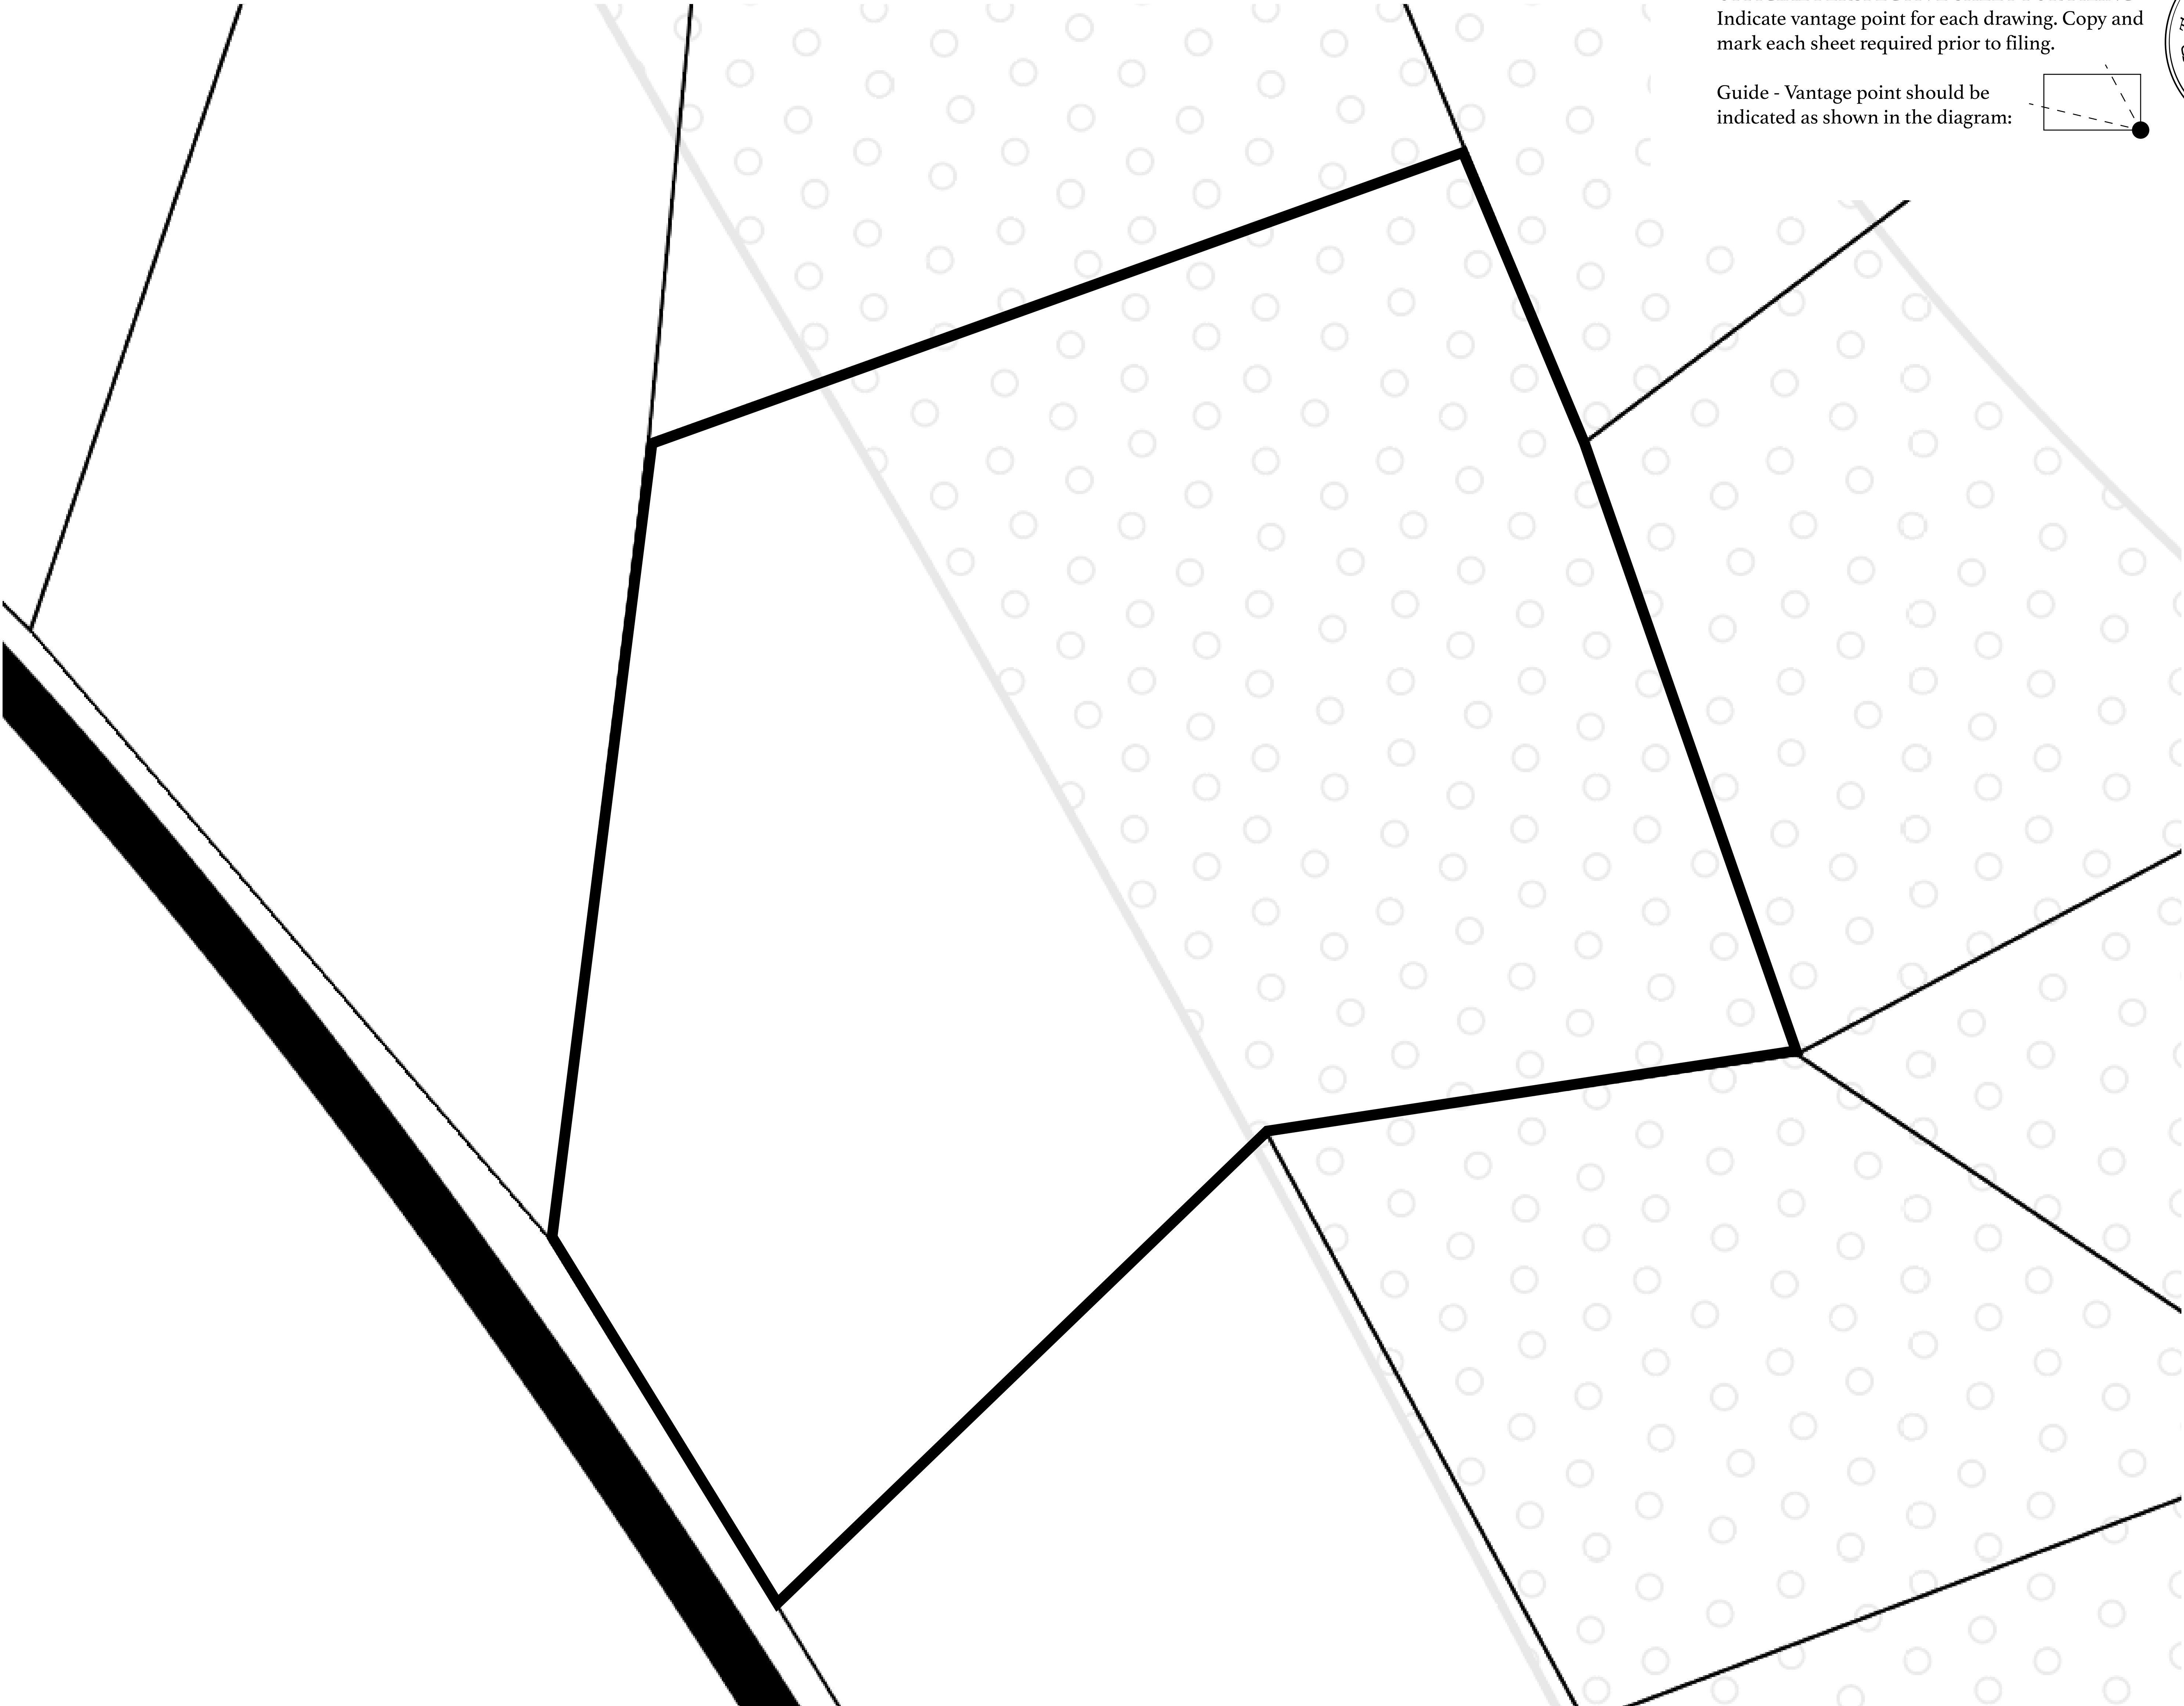 Indicate vantage point for each drawing. Copy and
mark each sheet required prior to filing.
Guide - Vantage point should be
indicated as shown in the diagram: